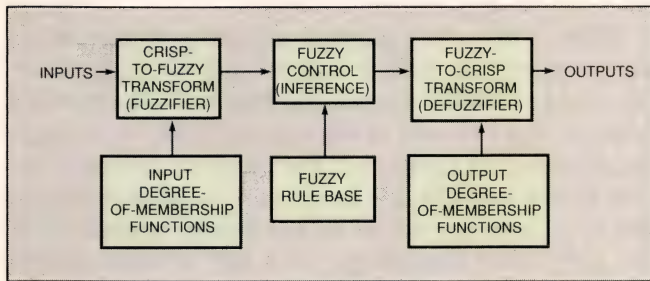 INPUTS
CRISP-
TO-FUZZY
TRANSFORM
(FUZZIFIER)
FUZZY
CONTROL
(INFERENCE)
FUZZY-
TO-CRISP
TRANSFORM
(DEFUZZIFIER)
OUTPUTS
INPUT
DEGREE-
OF-MEMBERSHIP
FUNCTIONS
FUZZY
RULE BASE
OUTPUT
DEGREE-
OF-MEMBERSHIP
FUNCTIONS